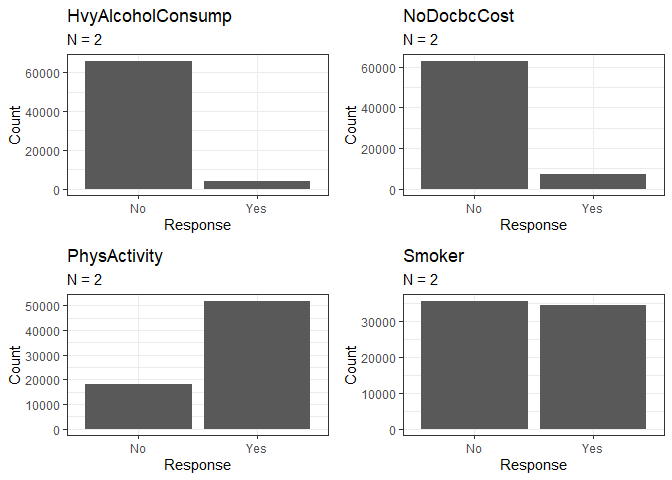 HvyAlcoholConsump
N = 2
60000
40000
20000
0
Count
No Yes
Response
NoDocbcCost
N = 2
60000
40000
20000
0
Count
No Yes
Response
PhysActivity
N = 2
50000
40000
30000
20000
10000
0
Count
No Yes
Response
Smoker
N = 2
30000
20000
10000
0
Count
No Yes
Response